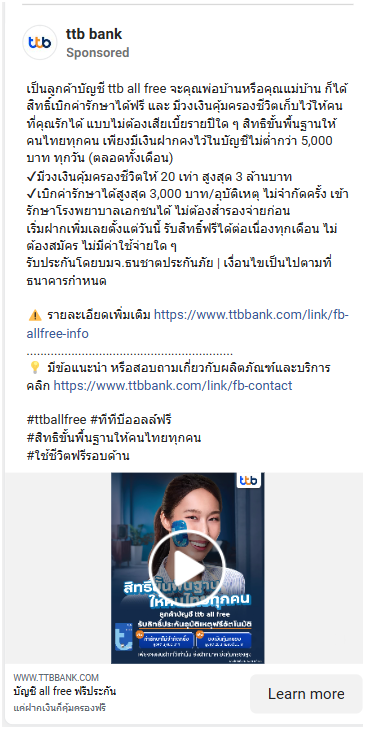 ttb
ttb bank
Sponsored
เป็นลูกค้าบัญชี ttb all free จะคุณพ่อบ้านหรือคุณแม่บ้าน ก็ได้
สิทธิ์เบิกค่ารักษาได้ฟรี และ มีวงเงินคุ้มครองชีวิตเก็บไว้ให้คน
ที่คุณรักได้ แบบไม่ต้องเสียเบี้ยรายปีใด ๆ สิทธิขั้นพื้นฐานให้
คนไทยทุกคน เพียงมีเงินฝากคงไว้ในบัญชีไม่ต่ำกว่า 5,000
บาท ทุกวัน (ตลอดทั้งเดือน)
✓มีวงเงินคุ้มครองชีวิตให้ 20 เท่า สูงสุด 3 ล้านบาท
✓เบิกค่ารักษาได้สูงสุด 3,000 บาท/อุบัติเหตุ ไม่จำกัดครั้ง เข้า
รักษาโรงพยาบาลเอกชนได้ ไม่ต้องสำรองจ่ายก่อน
เริ่มฝากเพิ่มเลยตั้งแต่วันนี้ รับสิทธิ์ฟรีได้ต่อเนื่องทุกเดือน ไม่
ต้องสมัคร ไม่มีค่าใช้จ่ายใด ๆ
รับประกันโดยบมจ.ธนชาตประกันภัย | เงื่อนไขเป็นไปตามที่
ธนาคารกำหนด
⚠️ รายละเอียดเพิ่มเติม https://www.ttbbank.com/link/fb-
allfree-info
............................................................
💡 มีข้อแนะนำ หรือสอบถามเกี่ยวกับผลิตภัณฑ์และบริการ
คลิก https://www.ttbbank.com/link/fb-contact
#ttballfree #ทีทีบีออลล์ฟรี
#สิทธิขั้นพื้นฐานให้คนไทยทุกคน
#ใช้ชีวิตฟรีรอบด้าน
ttb
สิทธิขั้นพื้นฐาน
ให้คนไทยทุกคน
ลูกค้าบัญชี ttb all free
รับสิทธิ์ประกันอุบัติเหตุฟรีอัตโนมัติ
WWW.TTBBANK.COM
บัญชี all free ฟรีประกัน
แค่ฝากเงินก็คุ้มครองฟรี
Learn more